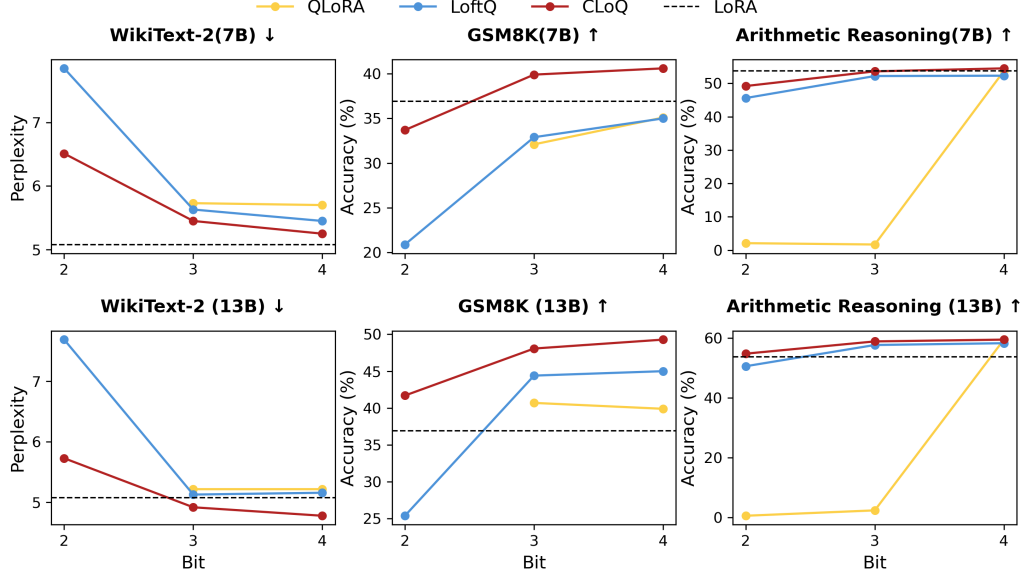 QLoRA LoftQ CLoQ LoRA
WikiText-2(7B) ↓
Perplexity
7
6
5
2 3 4
GSM8K(7B) ↑
Accuracy (%)
40
35
30
25
20
2 3 4
Arithmetic Reasoning(7B) ↑
Accuracy (%)
50
40
30
20
10
0
2 3 4
WikiText-2 (13B) ↓
Perplexity
7
6
5
2 3 4
Bit
GSM8K (13B) ↑
Accuracy (%)
50
45
40
35
30
25
2 3 4
Bit
Arithmetic Reasoning (13B) ↑
Accuracy (%)
60
40
20
0
2 3 4
Bit